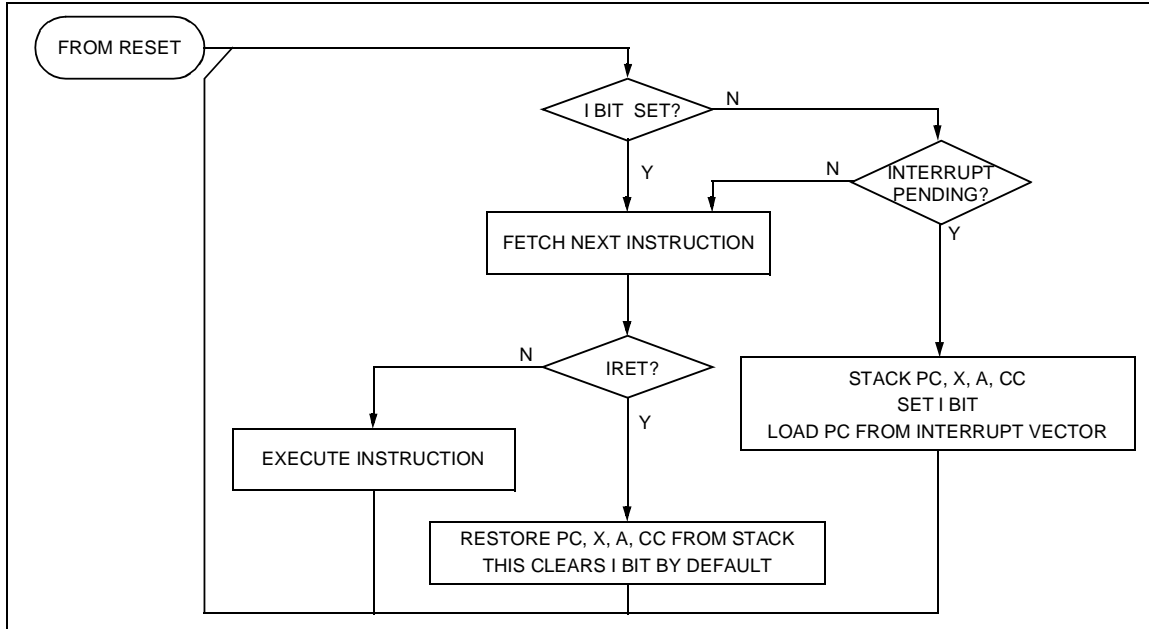 FROM RESET
I BIT SET?
N
Y
N
INTERRUPT
PENDING?
Y
FETCH NEXT INSTRUCTION
N
IRET?
Y
STACK PC, X, A, CC
SET I BIT
LOAD PC FROM INTERRUPT VECTOR
EXECUTE INSTRUCTION
RESTORE PC, X, A, CC FROM STACK
THIS CLEARS I BIT BY DEFAULT